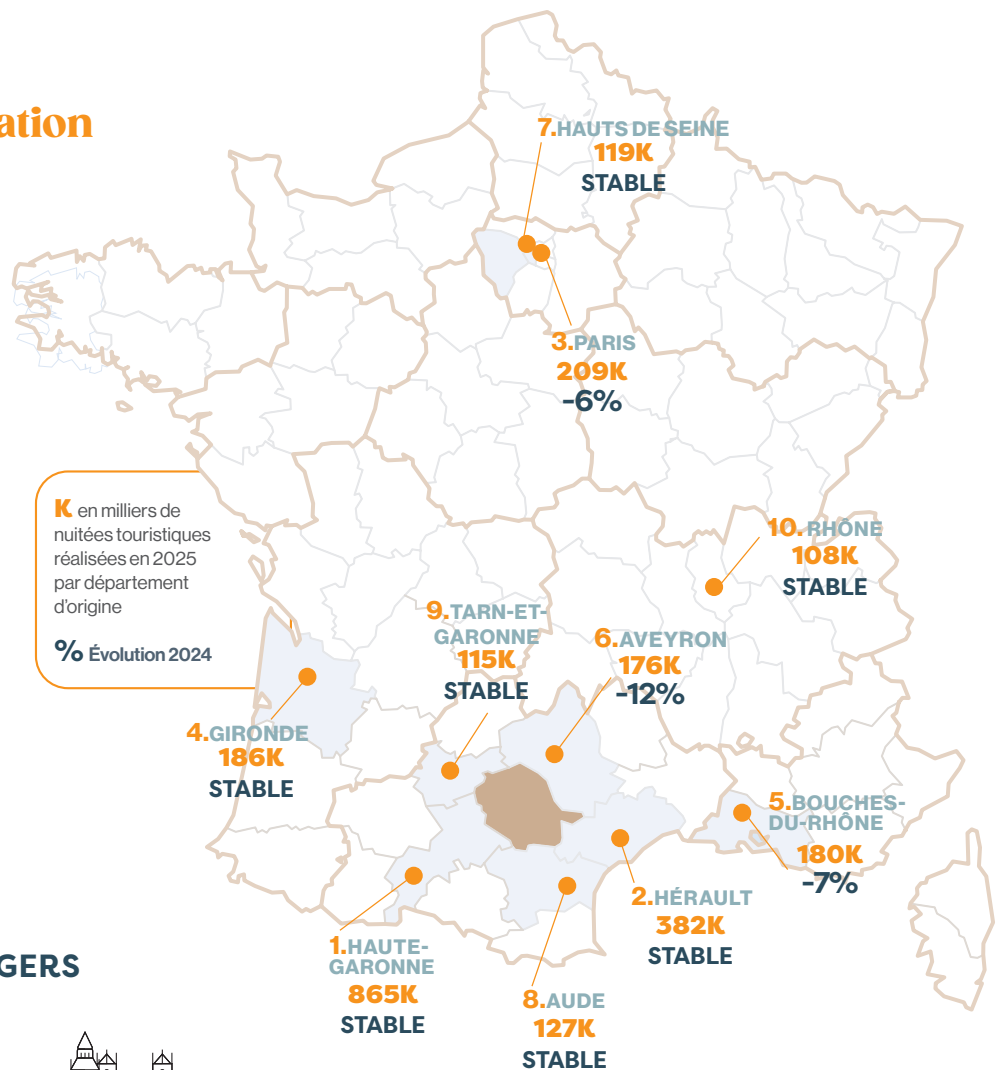 ation
7.HAUTS DE SEINE
119K
STABLE
3.PARIS
209K
-6%
K en milliers de
nuitées touristiques
réalisées en 2025
par département
d'origine
% Évolution 2024
10. RHÔNE
108K
STABLE
9.TARN-ET-
GARONNE
115K
STABLE
6.AVEYRON
176K
-12%
4.GIRONDE
186K
STABLE
5.BOUCHES-
DU-RHÔNE
180K
-7%
2.HÉRAULT
382K
STABLE
1.HAUTE-
GARONNE
865K
STABLE
8.AUDE
127K
STABLE
GERS